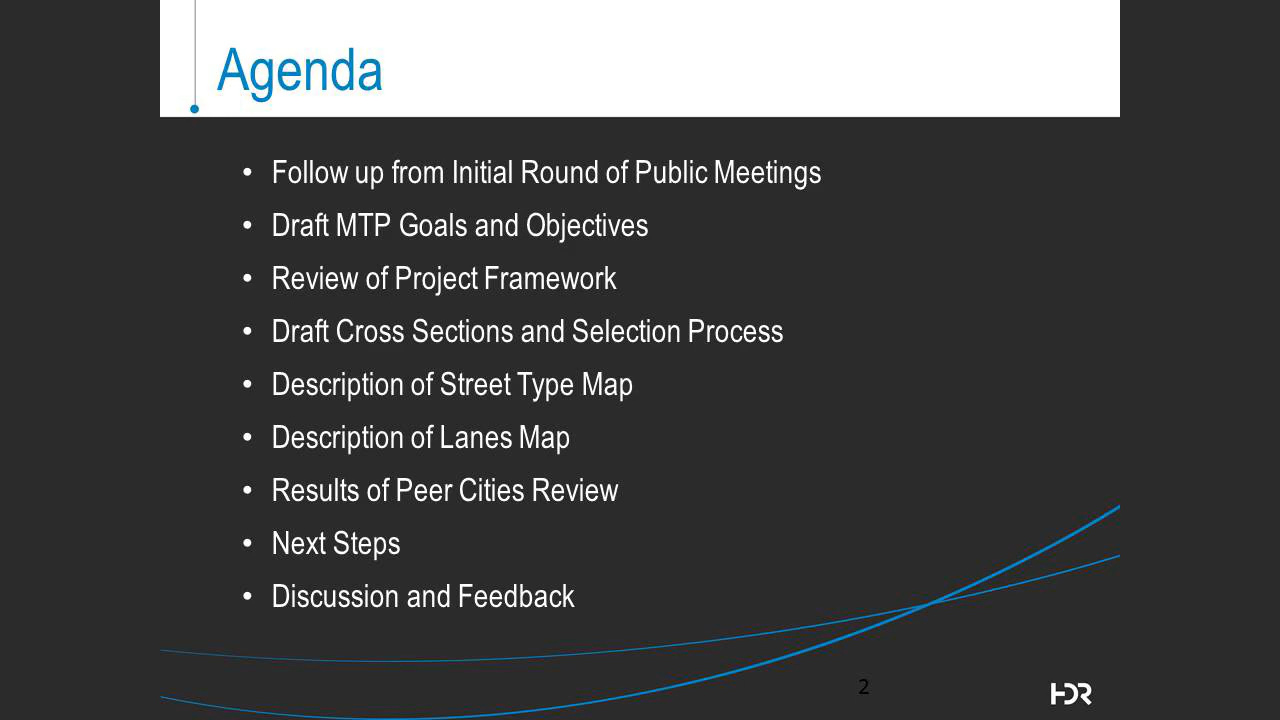 Agenda
• Follow up from Initial Round of Public Meetings
• Draft MTP Goals and Objectives
• Review of Project Framework
• Draft Cross Sections and Selection Process
• Description of Street Type Map
• Description of Lanes Map
• Results of Peer Cities Review
• Next Steps
• Discussion and Feedback
2
HDR